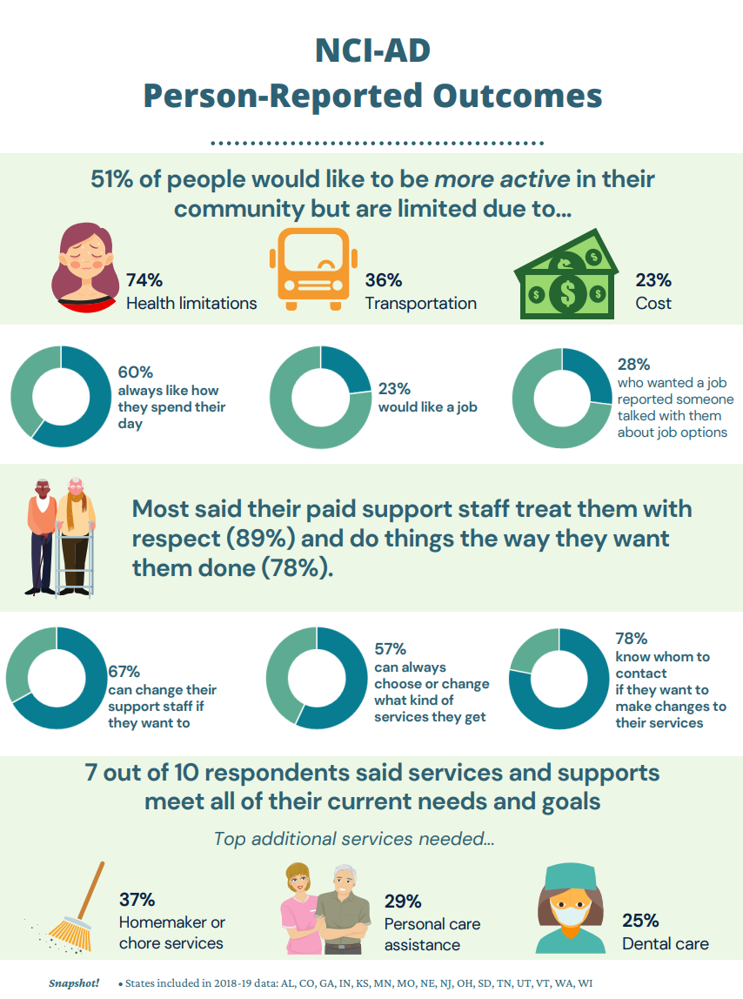 NCI-AD
Person-Reported Outcomes
51% of people would like to be more active in their
community but are limited due to...
74%
Health limitations
36%
Transportation
23%
Cost
60%
always like how
they spend their
day
23%
would like a job
28%
who wanted a job
reported someone
talked with them
about job options
Most said their paid support staff treat them with
respect (89%) and do things the way they want
them done (78%).
67%
can change their
support staff if
they want to
57%
can always
choose or change
what kind of
services they get
78%
know whom to
contact
if they want to
make changes to
their services
7 out of 10 respondents said services and supports
meet all of their current needs and goals
Top additional services needed...
37%
Homemaker or
chore services
29%
Personal care
assistance
25%
Dental care
Snapshot! • States included in 2018-19 data: AL, CO, GA, IN, KS, MN, MO, NE, NJ, OH, SD, TN, UT, VT, WA, WI